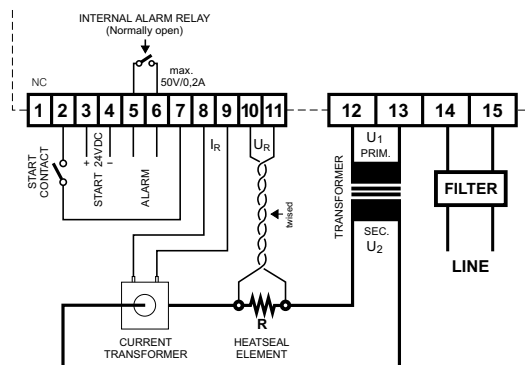 INTERNAL ALARM RELAY
(Normally open)
max.
50V/0,2A
NC
1 2 3 4 5 6 7 8 9 10 11
12 13 14 15
START
CONTACT
+ –
START 24VDC
ALARM
IR
UR
twised
TRANSFORMER
U1
PRIM.
SEC.
U2
FILTER
LINE
R
CURRENT
TRANSFORMER
HEATSEAL
ELEMENT